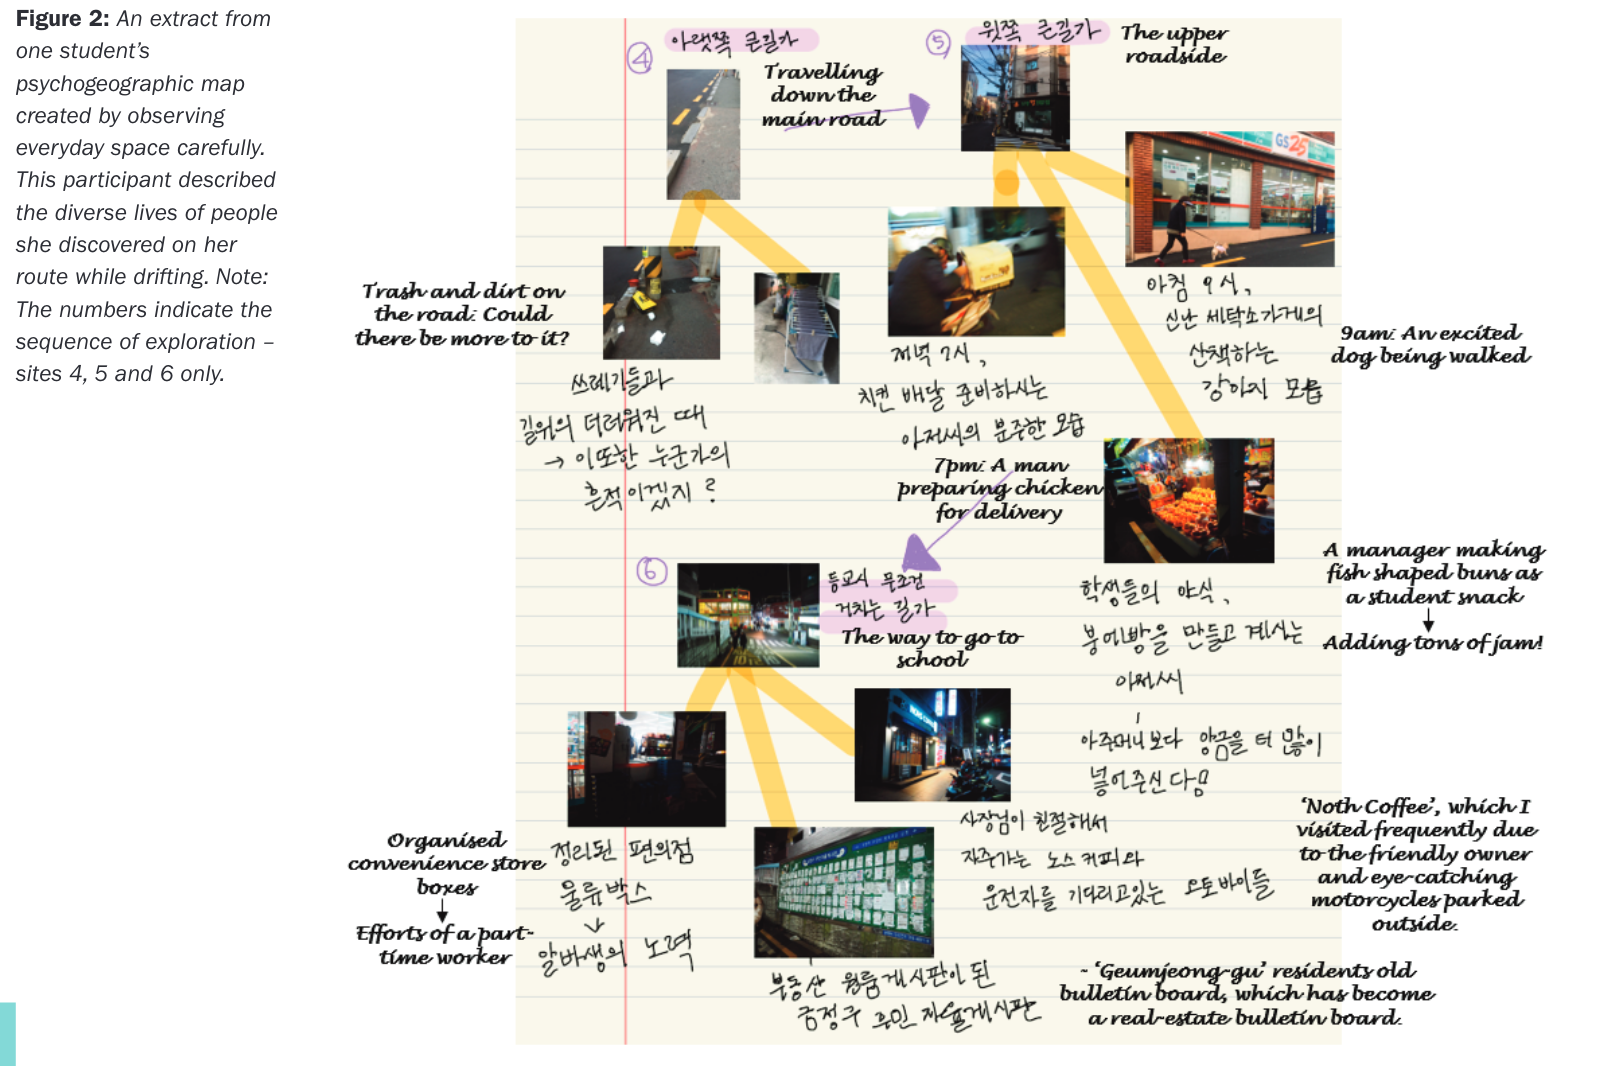 Figure 2: An extract from
one student's
psychogeographic map
created by observing
everyday space carefully.
This participant described
the diverse lives of people
she discovered on her
route while drifting. Note:
The numbers indicate the
sequence of exploration –
sites 4, 5 and 6 only.
④ 아랫쪽 큰길가
Travelling
down the
main road
⑤ 윗쪽 큰길가
The upper
roadside
GS25
Trash and dirt on
the road: Could
there be more to it?
쓰레기들과
길위의 더러워진 때
→ 이또한 누군가의
흔적이겠지?
저녁 7시,
치킨 배달 준비하시는
아저씨의 분주한 모습
7pm: A man
preparing chicken
for delivery
아침 9시,
신난 세탁소가게의
산책하는
강아지 모습
9am: An excited
dog being walked
학생들의 야식,
붕어빵을 만들고 계시는
아저씨
아주머니보다 앙금을 더 많이
넣어주신다!
A manager making
fish shaped buns as
a student snack
↓
Adding tons of jam!
⑥ 등교시 무조건
거치는 길가
The way to go to
school
Organised
convenience store
boxes
↓
Efforts of a part-
time worker
정리된 편의점
물류박스
↓
알바생의 노력
사장님이 친절해서
자주가는 노스커피와
운전자를 기다리고있는 오토바이들
'Noth Coffee', which I
visited frequently due
to the friendly owner
and eye-catching
motorcycles parked
outside.
부동산 원룸게시판이 된
금정구 주민 자율게시판
- 'Geumjeong-gu' residents old
bulletin board, which has become
a real-estate bulletin board.